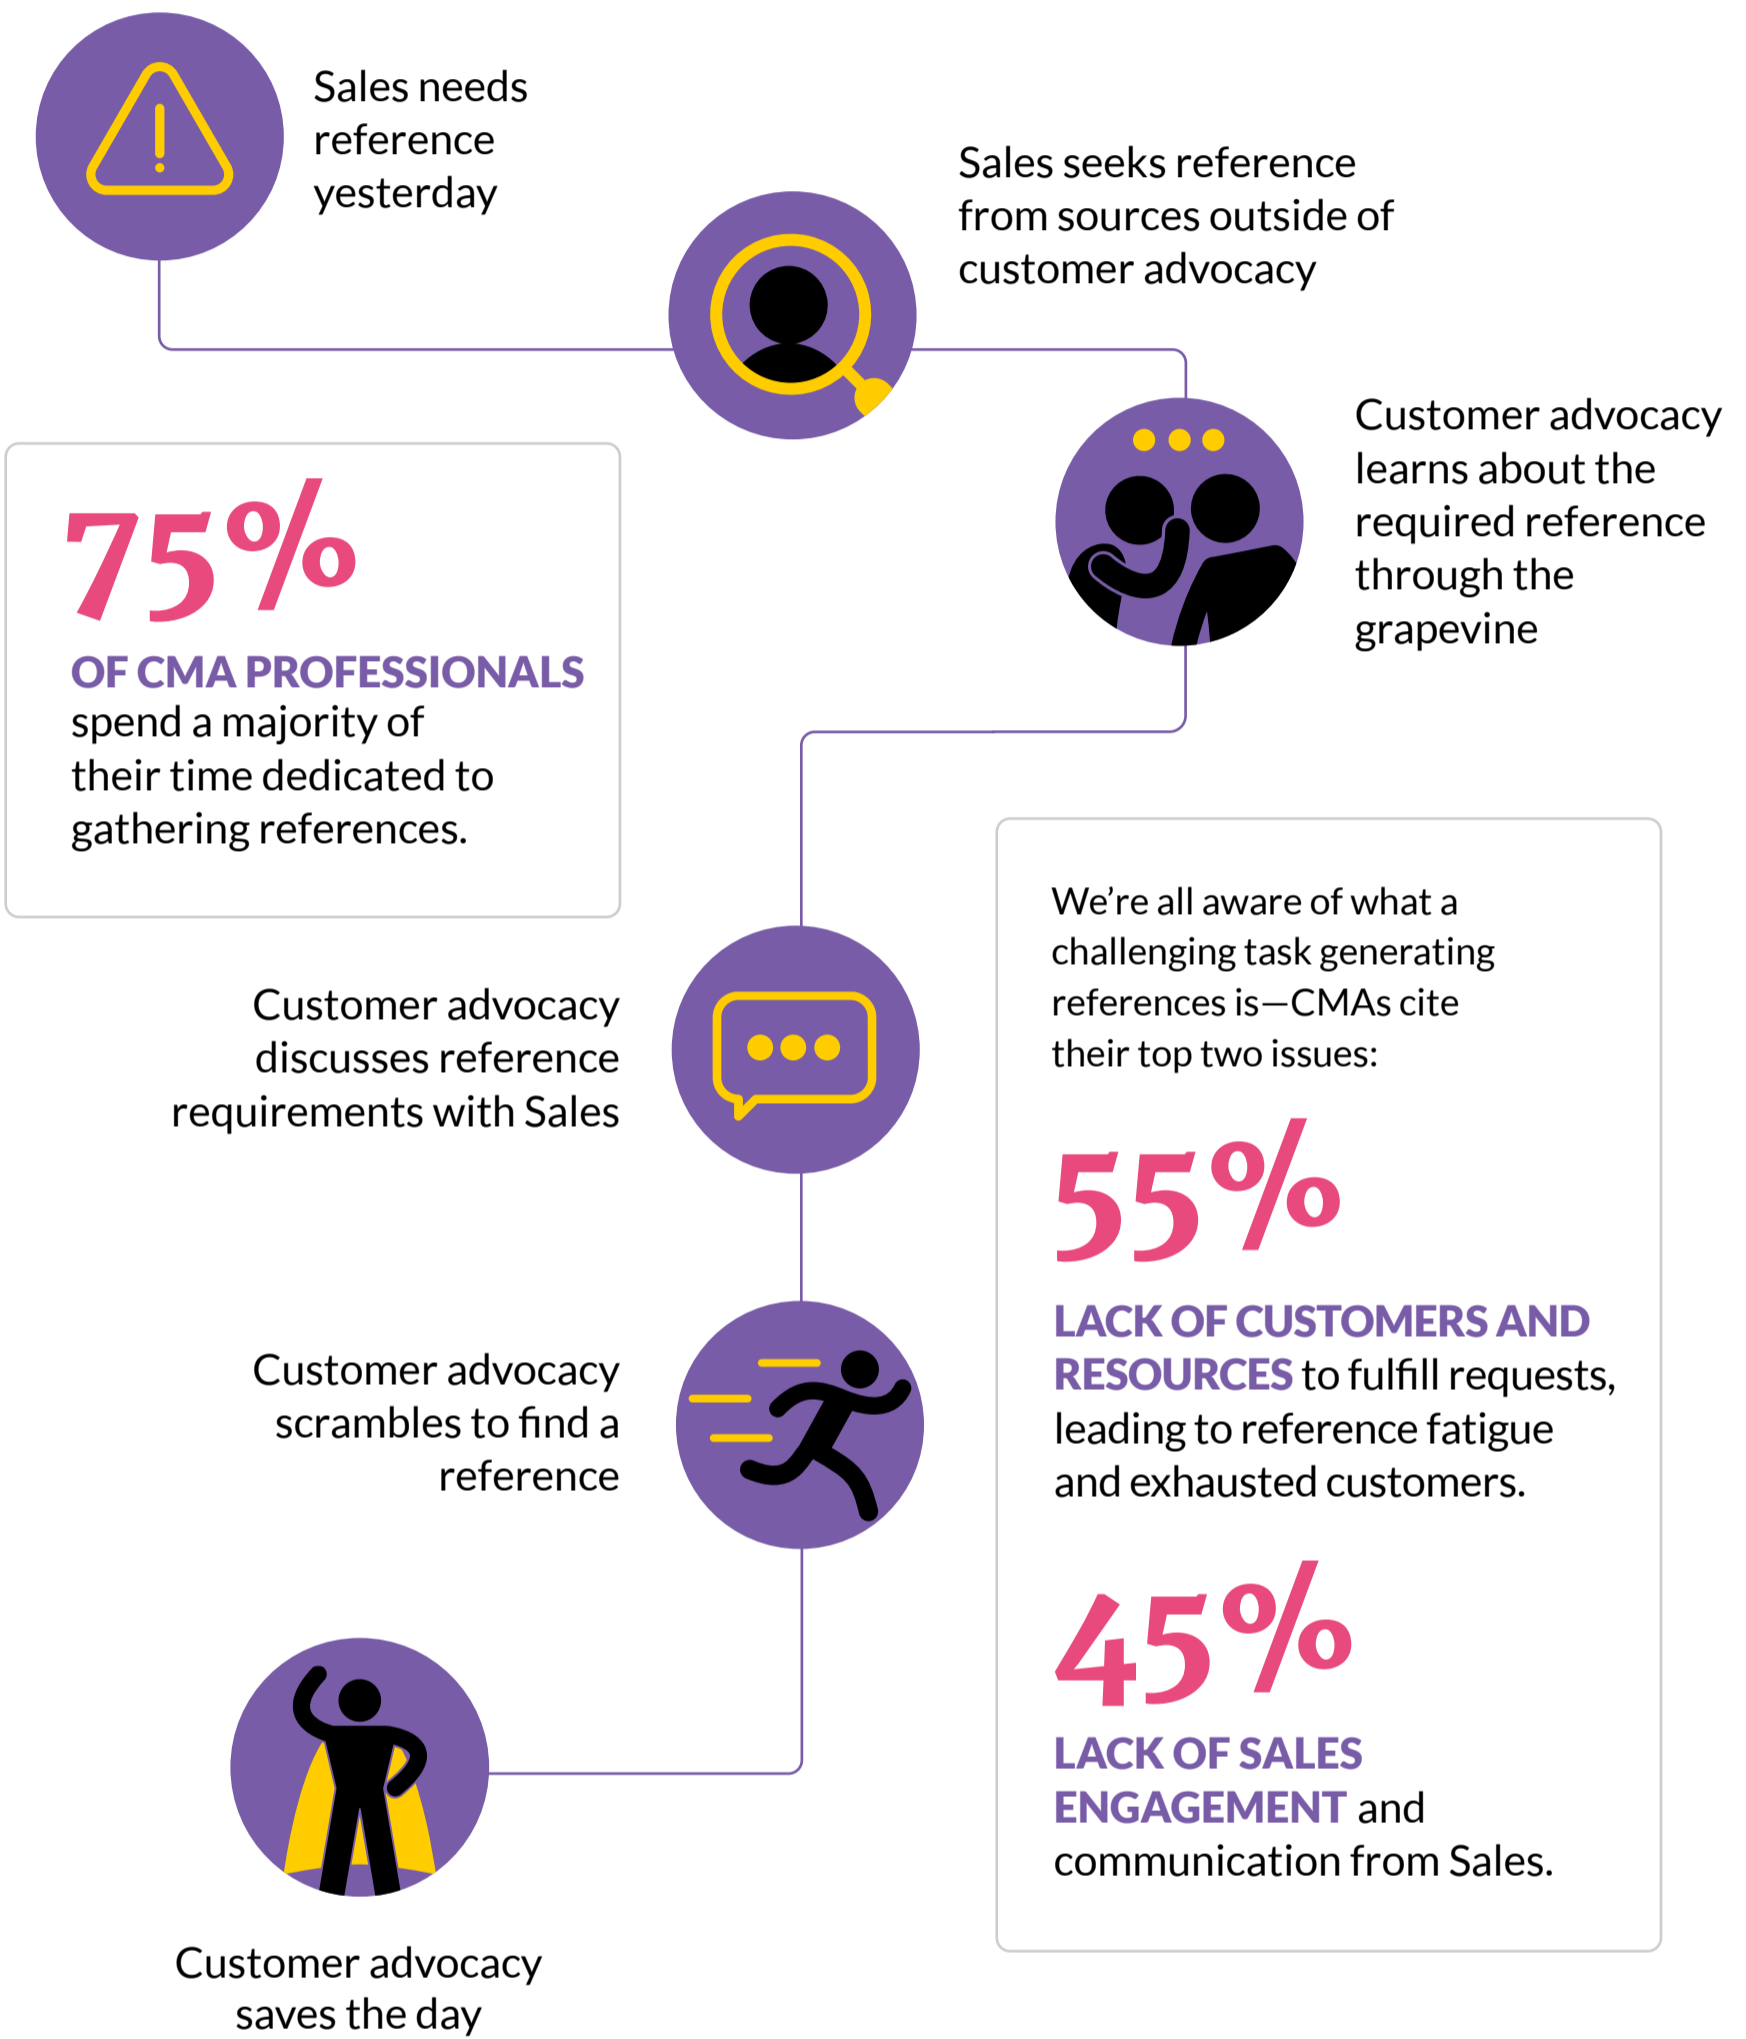 Sales needs
reference
yesterday
Sales seeks reference
from sources outside of
customer advocacy
Customer advocacy
learns about the
required reference
through the
grapevine
75%
OF CMA PROFESSIONALS
spend a majority of
their time dedicated to
gathering references.
Customer advocacy
discusses reference
requirements with Sales
Customer advocacy
scrambles to find a
reference
Customer advocacy
saves the day
We’re all aware of what a
challenging task generating
references is—CMAs cite
their top two issues:
55%
LACK OF CUSTOMERS AND
RESOURCES to fulfill requests,
leading to reference fatigue
and exhausted customers.
45%
LACK OF SALES
ENGAGEMENT and
communication from Sales.